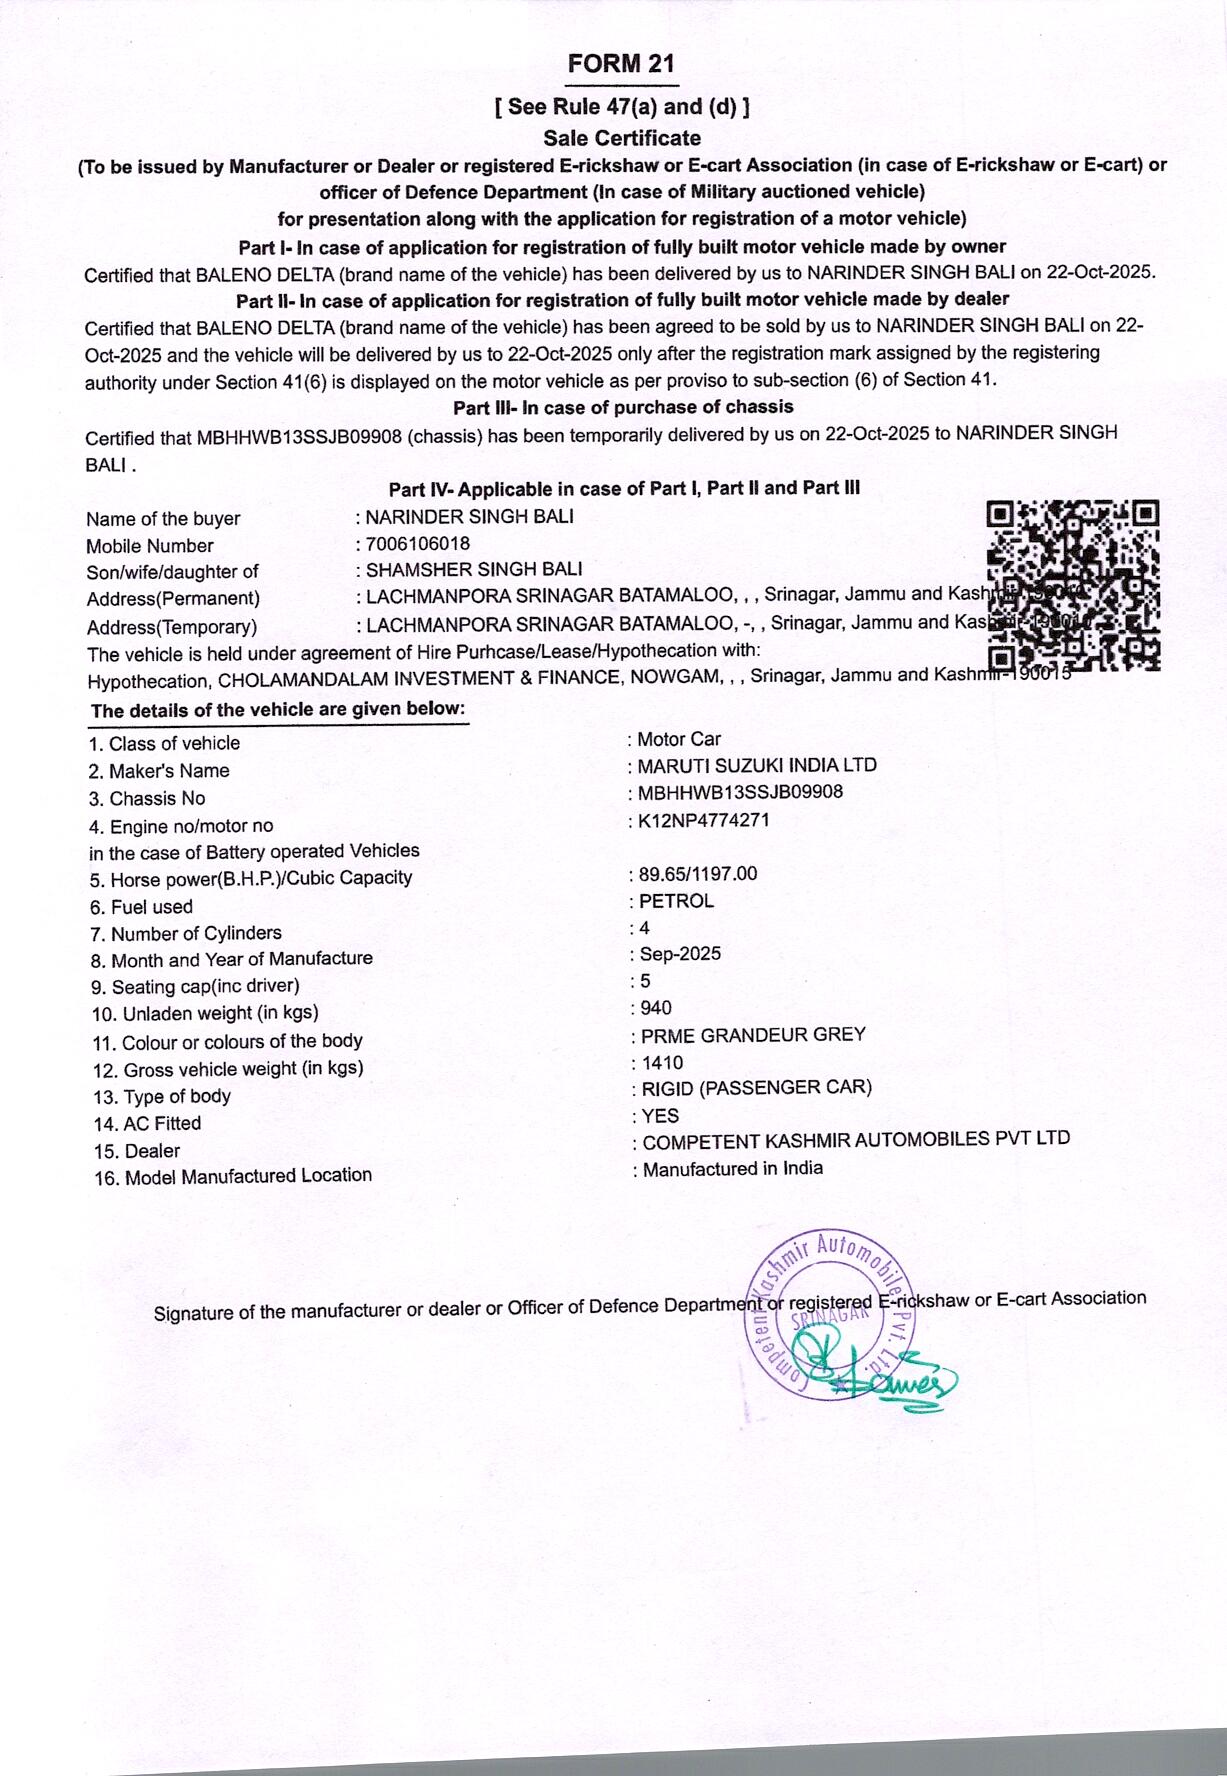 FORM 21
[ See Rule 47(a) and (d) ]
Sale Certificate
(To be issued by Manufacturer or Dealer or registered E-rickshaw or E-cart Association (in case of E-rickshaw or E-cart) or
officer of Defence Department (In case of Military auctioned vehicle)
for presentation along with the application for registration of a motor vehicle)
Part I- In case of application for registration of fully built motor vehicle made by owner
Certified that BALENO DELTA (brand name of the vehicle) has been delivered by us to NARINDER SINGH BALI on 22-Oct-2025.
Part II- In case of application for registration of fully built motor vehicle made by dealer
Certified that BALENO DELTA (brand name of the vehicle) has been agreed to be sold by us to NARINDER SINGH BALI on 22-
Oct-2025 and the vehicle will be delivered by us to 22-Oct-2025 only after the registration mark assigned by the registering
authority under Section 41(6) is displayed on the motor vehicle as per proviso to sub-section (6) of Section 41.
Part III- In case of purchase of chassis
Certified that MBHHWB13SSJB09908 (chassis) has been temporarily delivered by us on 22-Oct-2025 to NARINDER SINGH
BALI .
Part IV- Applicable in case of Part I, Part II and Part III
Name of the buyer : NARINDER SINGH BALI
Mobile Number : 7006106018
Son/wife/daughter of : SHAMSHER SINGH BALI
Address(Permanent) : LACHMANPORA SRINAGAR BATAMALOO, , , Srinagar, Jammu and
Address(Temporary) : LACHMANPORA SRINAGAR BATAMALOO, -, , Srinagar, Jammu and
The vehicle is held under agreement of Hire Purhcase/Lease/Hypothecation with:
Hypothecation, CHOLAMANDALAM INVESTMENT & FINANCE, NOWGAM, , , Srinagar, Jammu and Kashmir-190015
The details of the vehicle are given below:
1. Class of vehicle : Motor Car
2. Maker's Name : MARUTI SUZUKI INDIA LTD
3. Chassis No : MBHHWB13SSJB09908
4. Engine no/motor no : K12NP4774271
in the case of Battery operated Vehicles
5. Horse power(B.H.P.)/Cubic Capacity : 89.65/1197.00
6. Fuel used : PETROL
7. Number of Cylinders : 4
8. Month and Year of Manufacture : Sep-2025
9. Seating cap(inc driver) : 5
10. Unladen weight (in kgs) : 940
11. Colour or colours of the body : PRME GRANDEUR GREY
12. Gross vehicle weight (in kgs) : 1410
13. Type of body : RIGID (PASSENGER CAR)
14. AC Fitted : YES
15. Dealer : COMPETENT KASHMIR AUTOMOBILES PVT LTD
16. Model Manufactured Location : Manufactured in India
Signature of the manufacturer or dealer or Officer of Defence Department or registered E-rickshaw or E-cart Association
Competent Kashmir Automobiles Pvt. Ltd.
SRINAGAR